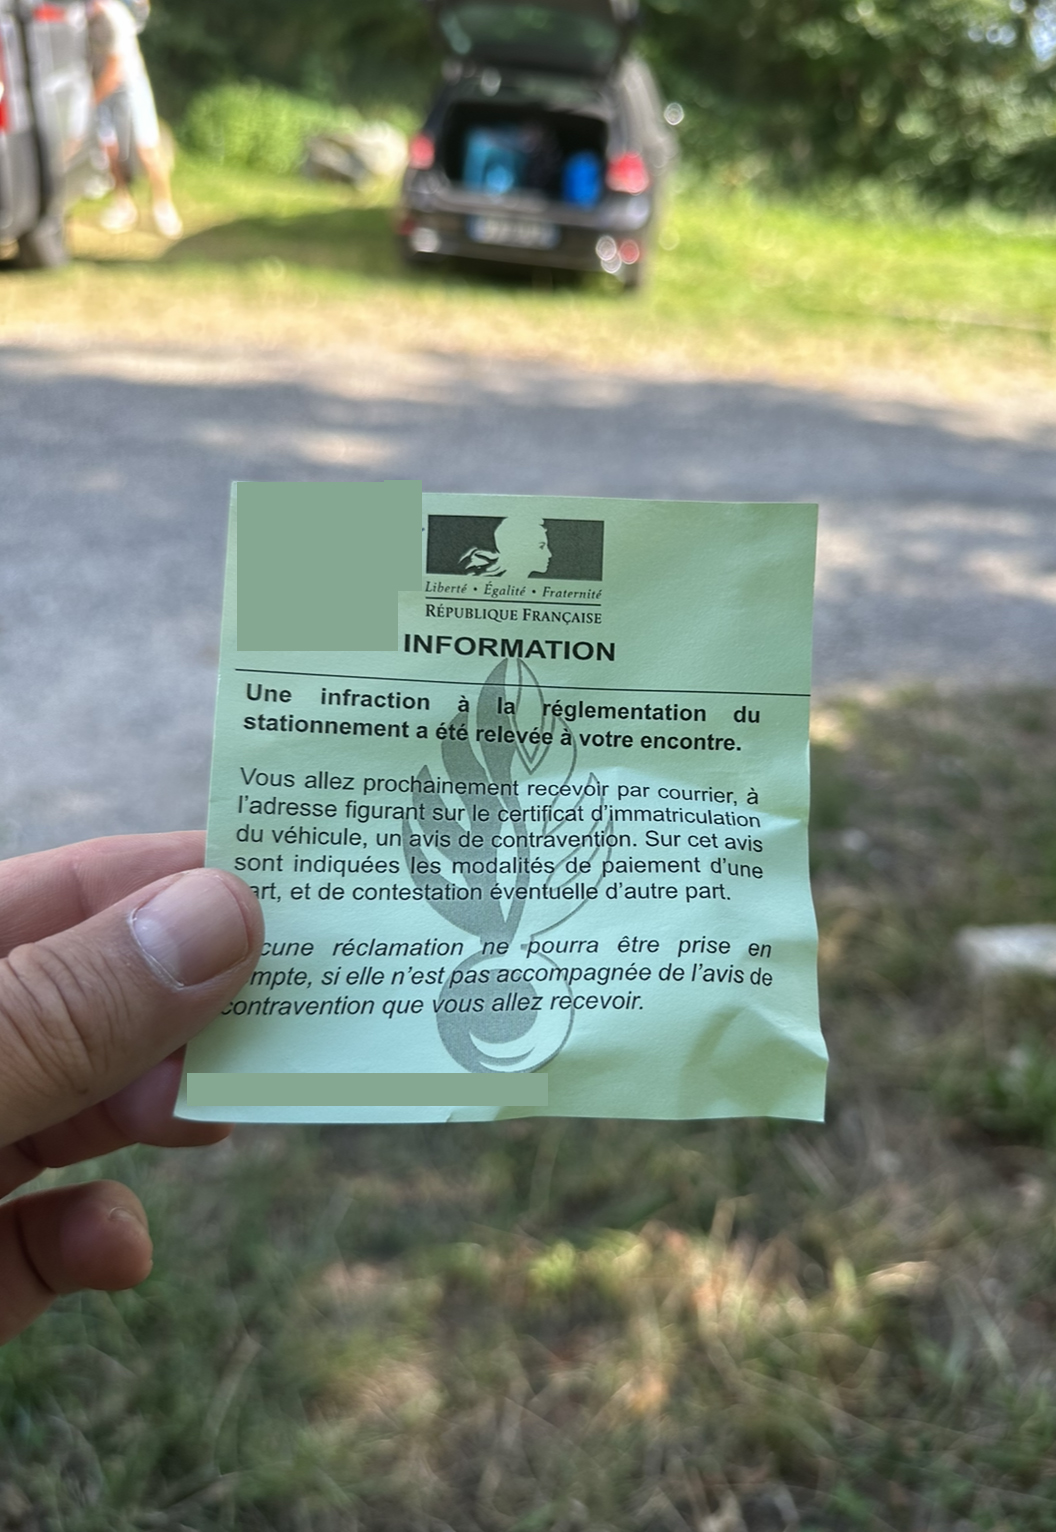 Liberté • Égalité • Fraternité
RÉPUBLIQUE FRANÇAISE
INFORMATION
Une infraction à la réglementation du
stationnement a été relevée à votre encontre.
Vous allez prochainement recevoir par courrier, à
l'adresse figurant sur le certificat d'immatriculation
du véhicule, un avis de contravention. Sur cet avis
sont indiquées les modalités de paiement d'une
art, et de contestation éventuelle d'autre part.
cune réclamation ne pourra être prise en
mpte, si elle n'est pas accompagnée de l'avis de
contravention que vous allez recevoir.